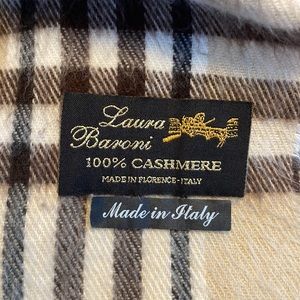 Laura
Baroni
100% CASHMERE
MADE IN FLORENCE-ITALY
Made in Italy